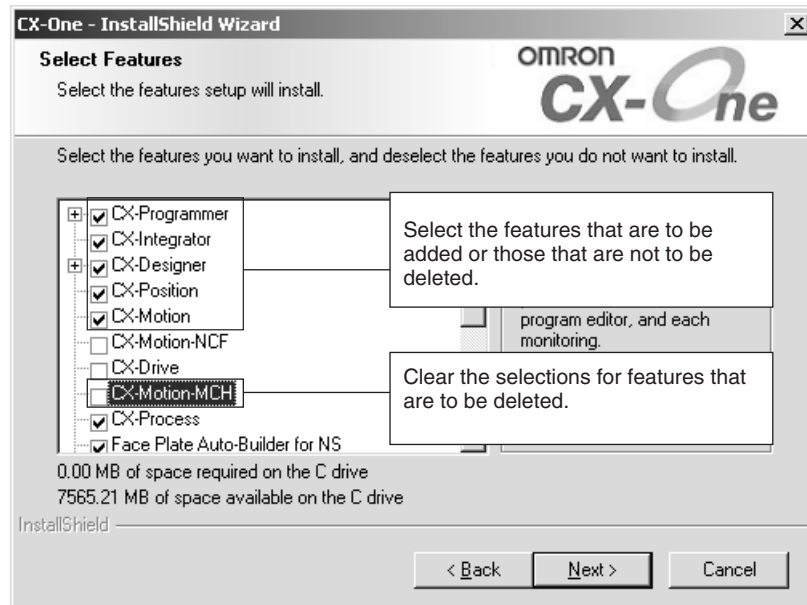 CX-One - InstallShield Wizard
Select Features
Select the features setup will install.
OMRON
CX-One
Select the features you want to install, and deselect the features you do not want to install.
CX-Programmer
CX-Integrator
CX-Designer
CX-Position
CX-Motion
CX-Motion-NCF
CX-Drive
CX-Motion-MCH
CX-Process
Face Plate Auto-Builder for NS
Select the features that are to be
added or those that are not to be
deleted.
program editor, and each
monitoring.
Clear the selections for features that
are to be deleted.
0.00 MB of space required on the C drive
7565.21 MB of space available on the C drive
InstallShield
< Back
Next >
Cancel